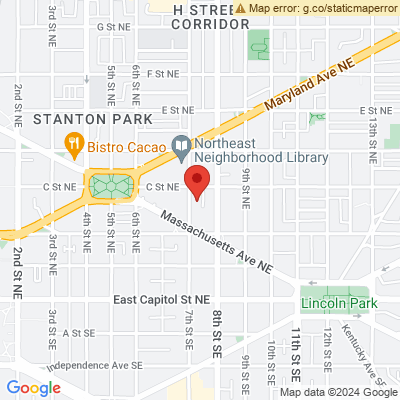 Map error: g.co/staticmaperror
H STREET
CORRIDOR
Maryland Ave NE
3rd St NE
5th St NE
F St NE
E St NE
E St NE
2nd St NE
STANTON PARK
13th St NE
Bistro Cacao
Northeast
Neighborhood Library
C St NE
C St NE
9th St NE
4th St NE
5th St NE
6th St NE
Massachusetts Ave NE
2nd St NE
East Capitol St NE
Lincoln Park
3rd St SE
A St SE
7th St SE
8th St SE
9th St SE
10th St SE
11th St SE
12th St SE
Kentucky Ave SE
Independence Ave SE
Google
Map data ©2024 Google